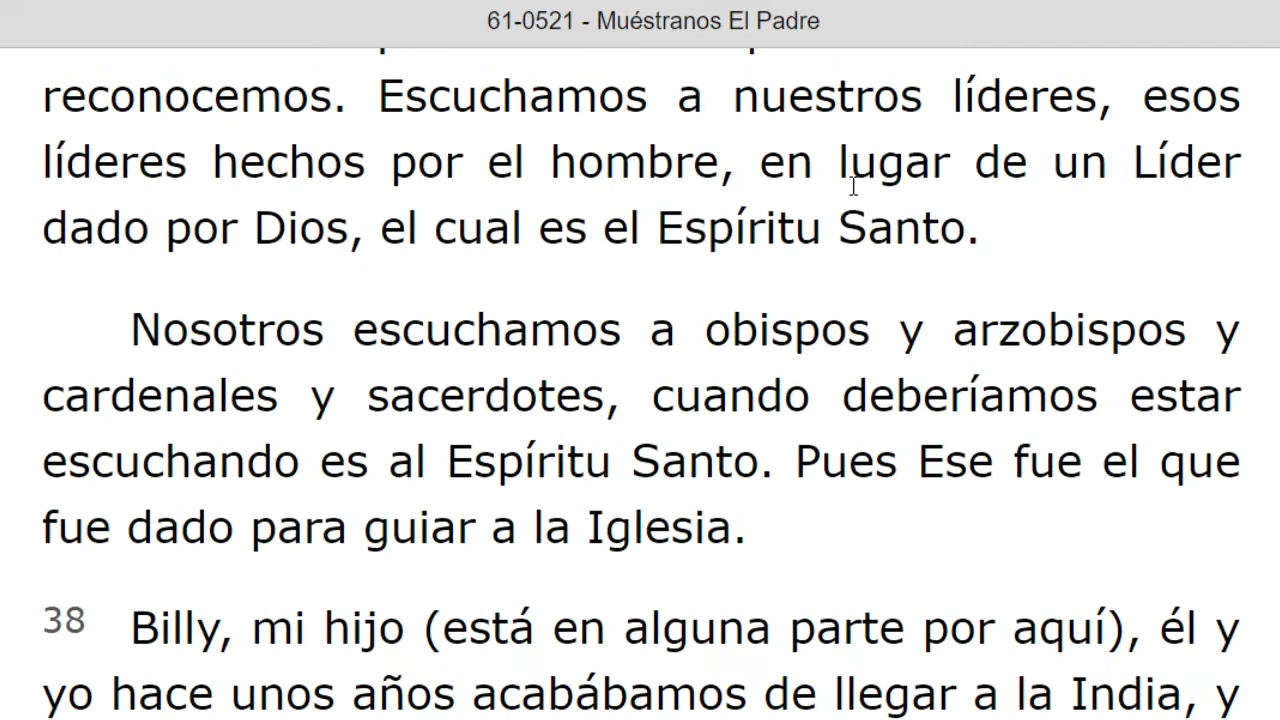 61-0521 - Muéstranos El Padre
reconocemos. Escuchamos a nuestros líderes, esos
líderes hechos por el hombre, en lugar de un Líder
dado por Dios, el cual es el Espíritu Santo.
Nosotros escuchamos a obispos y arzobispos y
cardenales y sacerdotes, cuando deberíamos estar
escuchando es al Espíritu Santo. Pues Ese fue el que
fue dado para guiar a la Iglesia.
38 Billy, mi hijo (está en alguna parte por aquí), él y
yo hace unos años acabábamos de llegar a la India, y